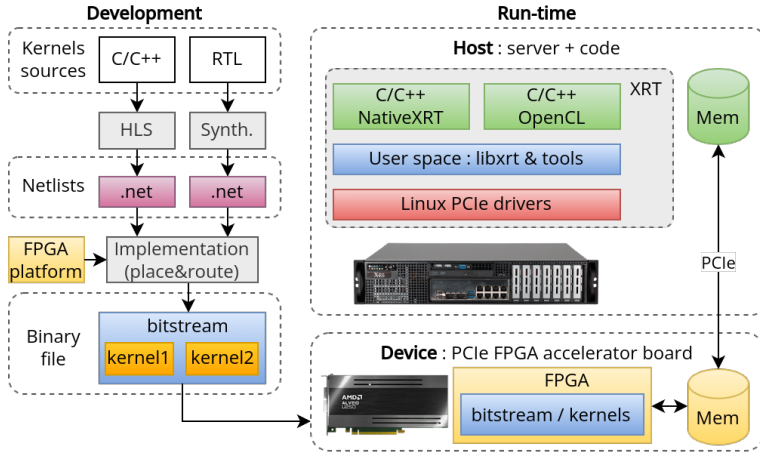 Development
Kernels
sources
C/C++
RTL
HLS
Synth.
Netlists
.net
.net
FPGA
platform
Implementation
(place&route)
Binary
file
bitstream
kernel1
kernel2
Run-time
Host : server + code
XRT
C/C++
NativeXRT
C/C++
OpenCL
User space : libxrt & tools
Linux PCIe drivers
Mem
PCIe
Device : PCIe FPGA accelerator board
AMD
ALVEO
U250
FPGA
bitstream / kernels
Mem